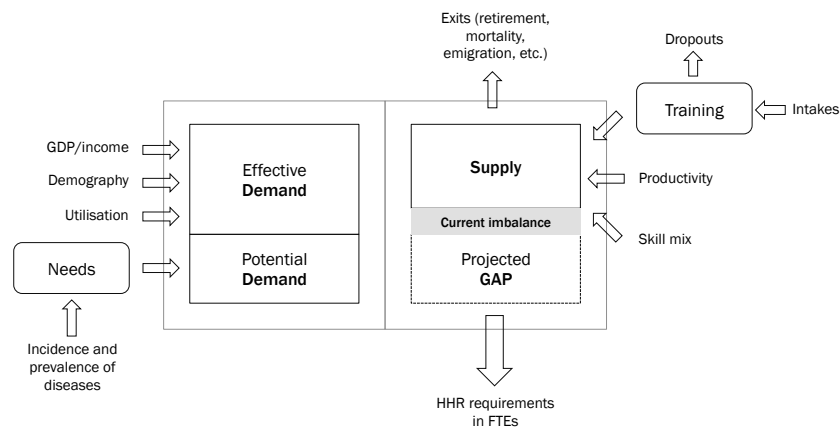 Exits (retirement,
mortality,
emigration, etc.)
Dropouts
Training
Intakes
GDP/income
Demography
Utilisation
Effective
Demand
Supply
Productivity
Current imbalance
Skill mix
Needs
Potential
Demand
Projected
GAP
Incidence and
prevalence of
diseases
HHR requirements
in FTEs